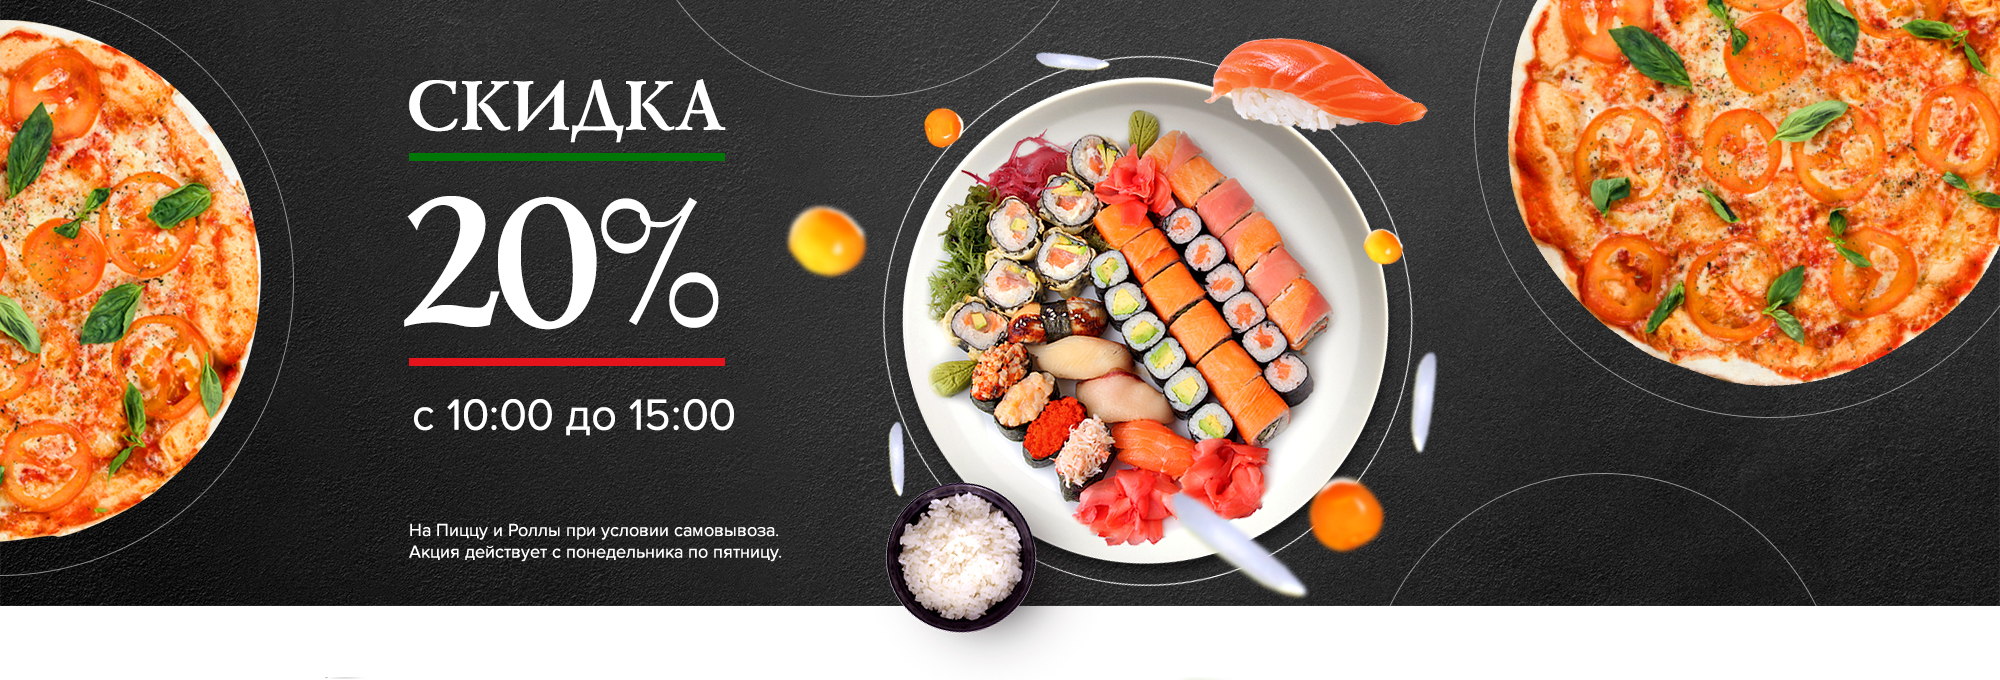 СКИДКА
20%
с 10:00 до 15:00
На Пиццу и Роллы при условии самовывоза.
Акция действует с понедельника по пятницу.